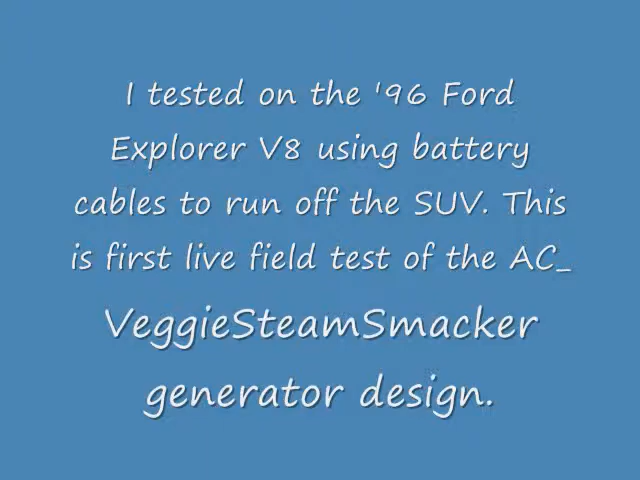 I tested on the '96 Ford
Explorer V8 using battery
cables to run off the SUV. This
is first live field test of the AC_
VeggieSteamSmacker
generator design.